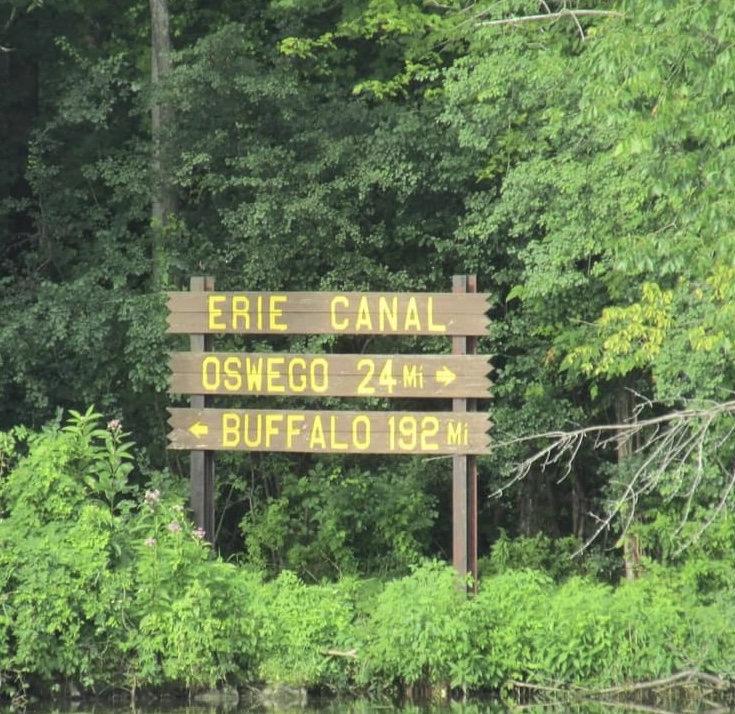 ERIE CANAL
OSWEGO 24 Mi →
← BUFFALO 192 Mi